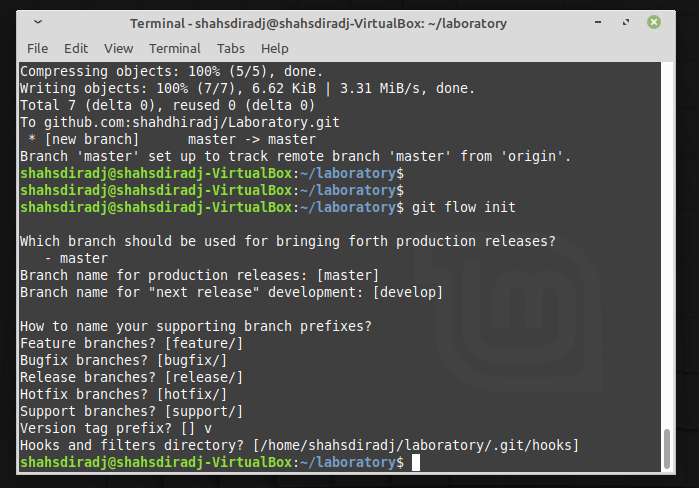 Terminal - shahsdiradj@shahsdiradj-VirtualBox: ~/laboratory
File Edit View Terminal Tabs Help
Compressing objects: 100% (5/5), done.
Writing objects: 100% (7/7), 6.62 KiB | 3.31 MiB/s, done.
Total 7 (delta 0), reused 0 (delta 0)
To github.com:shahdhiradj/Laboratory.git
 * [new branch]      master -> master
Branch 'master' set up to track remote branch 'master' from 'origin'.
shahsdiradj@shahsdiradj-VirtualBox:~/laboratory$
shahsdiradj@shahsdiradj-VirtualBox:~/laboratory$
shahsdiradj@shahsdiradj-VirtualBox:~/laboratory$ git flow init
Which branch should be used for bringing forth production releases?
   - master
Branch name for production releases: [master]
Branch name for "next release" development: [develop]
How to name your supporting branch prefixes?
Feature branches? [feature/]
Bugfix branches? [bugfix/]
Release branches? [release/]
Hotfix branches? [hotfix/]
Support branches? [support/]
Version tag prefix? [] v
Hooks and filters directory? [/home/shahsdiradj/laboratory/.git/hooks]
shahsdiradj@shahsdiradj-VirtualBox:~/laboratory$